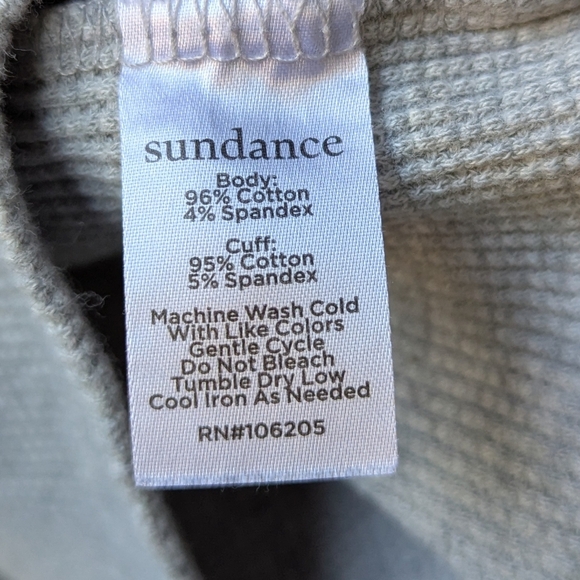 sundance
Body:
96% Cotton
4% Spandex
Cuff:
95% Cotton
5% Spandex
Machine Wash Cold
With Like Colors
Gentle Cycle
Do Not Bleach
Tumble Dry Low
Cool Iron As Needed
RN#106205